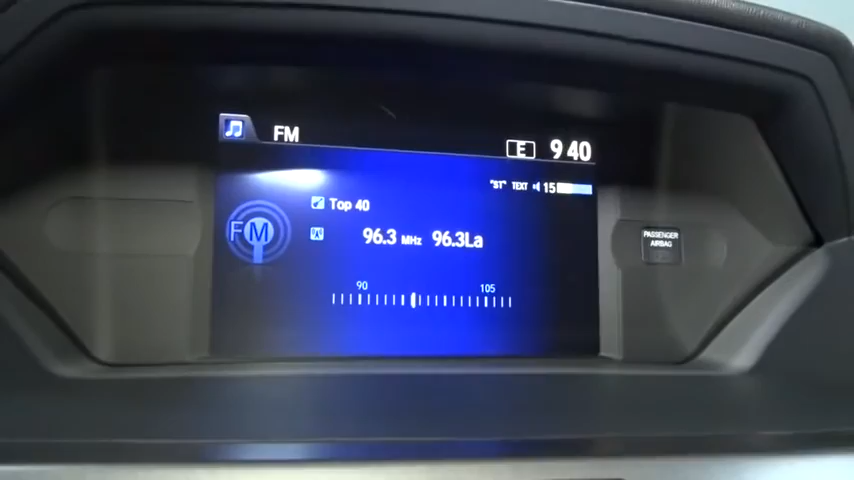 FM
E 9 40
"ST" TEXT 15
Top 40
FM
96.3 MHz 96.3La
90 105
PASSENGER
AIRBAG